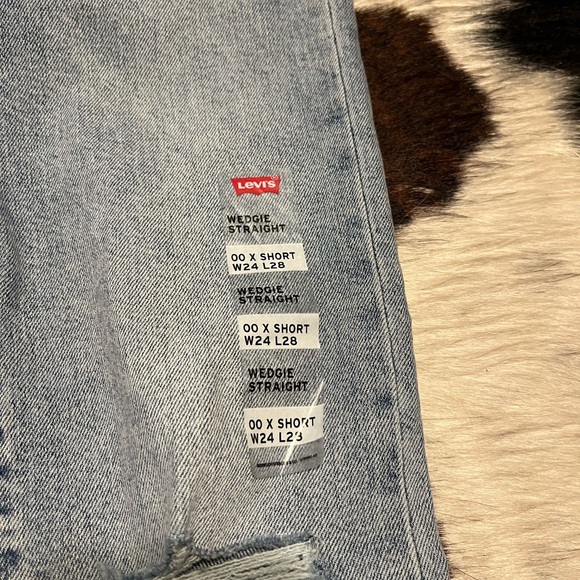 Levi's
WEDGIE
STRAIGHT
00 X SHORT
W24 L28
WEDGIE
STRAIGHT
00 X SHORT
W24 L28
WEDGIE
STRAIGHT
00 X SHORT
W24 L28